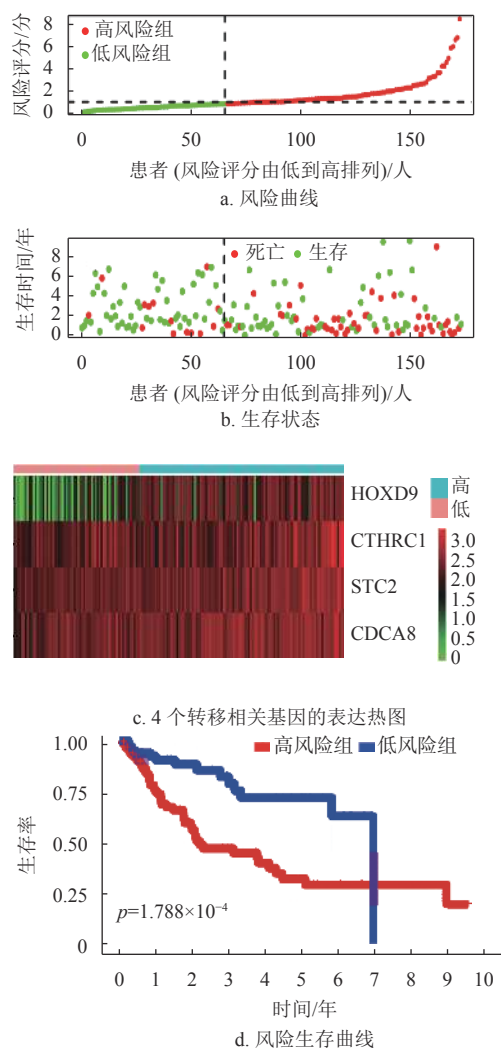 风险评分/分
8
6
4
2
0
高风险组
低风险组
0 50 100 150
患者 (风险评分由低到高排列)/人
a. 风险曲线
生存时间/年
8
6
4
2
0
死亡 生存
0 50 100 150
患者 (风险评分由低到高排列)/人
b. 生存状态
HOXD9
CTHRC1
STC2
CDCA8
高
低
3.0
2.5
2.0
1.5
1.0
0.5
0
c. 4 个转移相关基因的表达热图
高风险组 低风险组
生存率
1.00
0.75
0.50
0.25
0
p=1.788×10⁻⁴
0 1 2 3 4 5 6 7 8 9 10
时间/年
d. 风险生存曲线